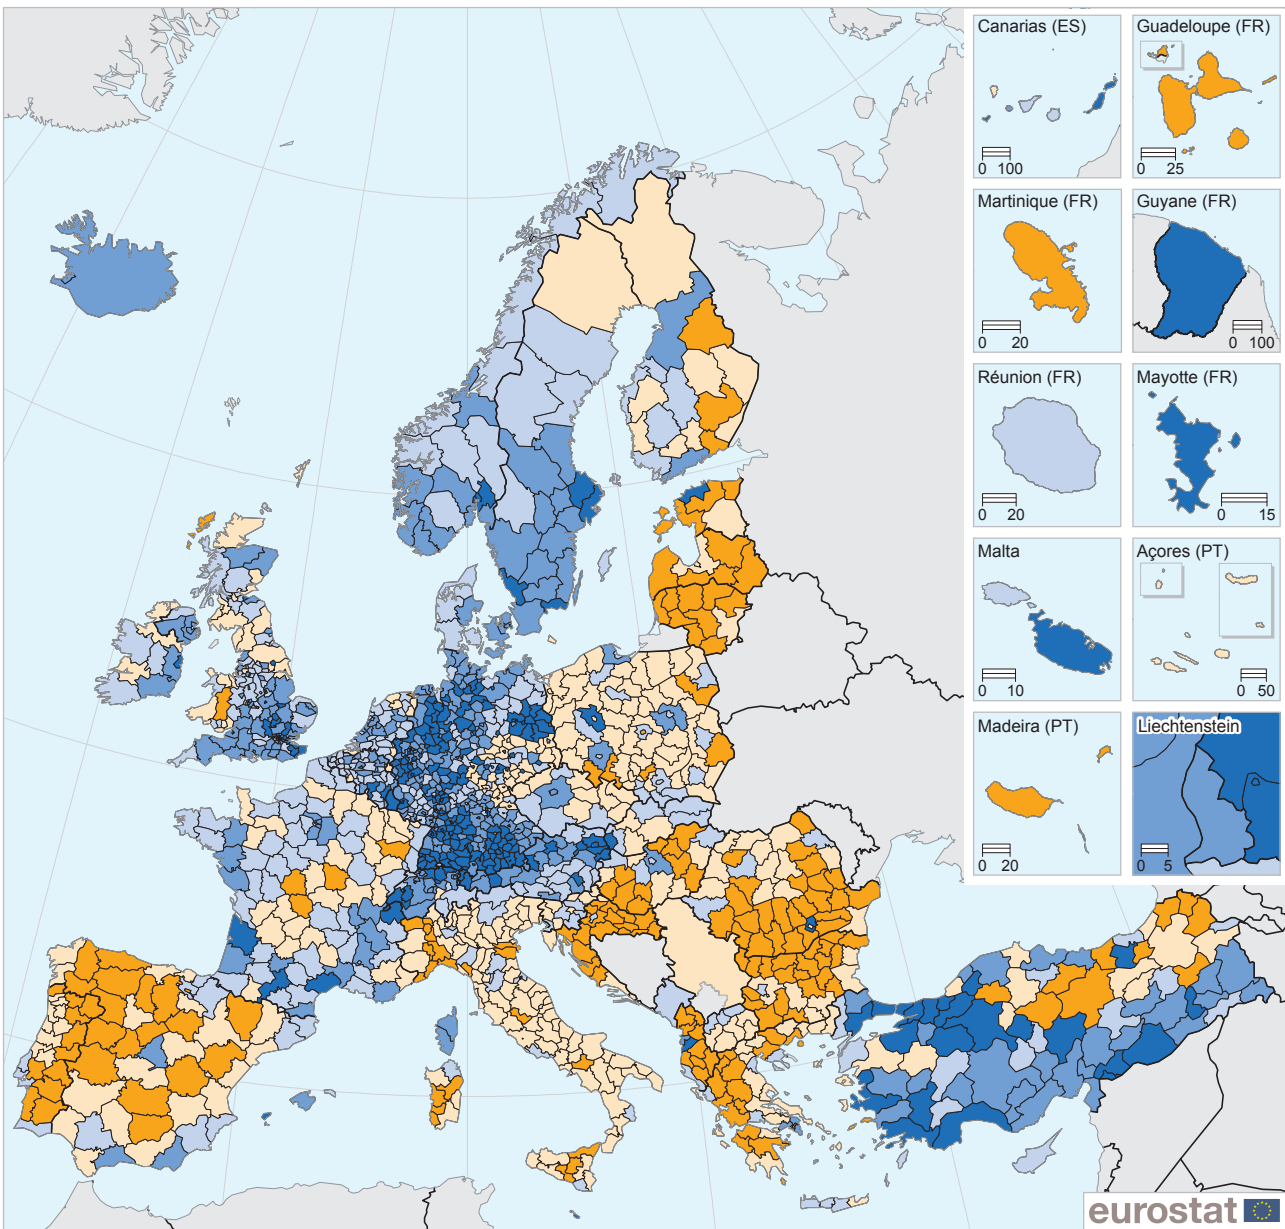 Canarias (ES)
0 100
Guadeloupe (FR)
0 25
Martinique (FR)
0 20
Guyane (FR)
0 100
Réunion (FR)
0 20
Mayotte (FR)
0 15
Malta
0 10
Açores (PT)
0 50
Madeira (PT)
0 20
Liechtenstein
0 5
eurostat